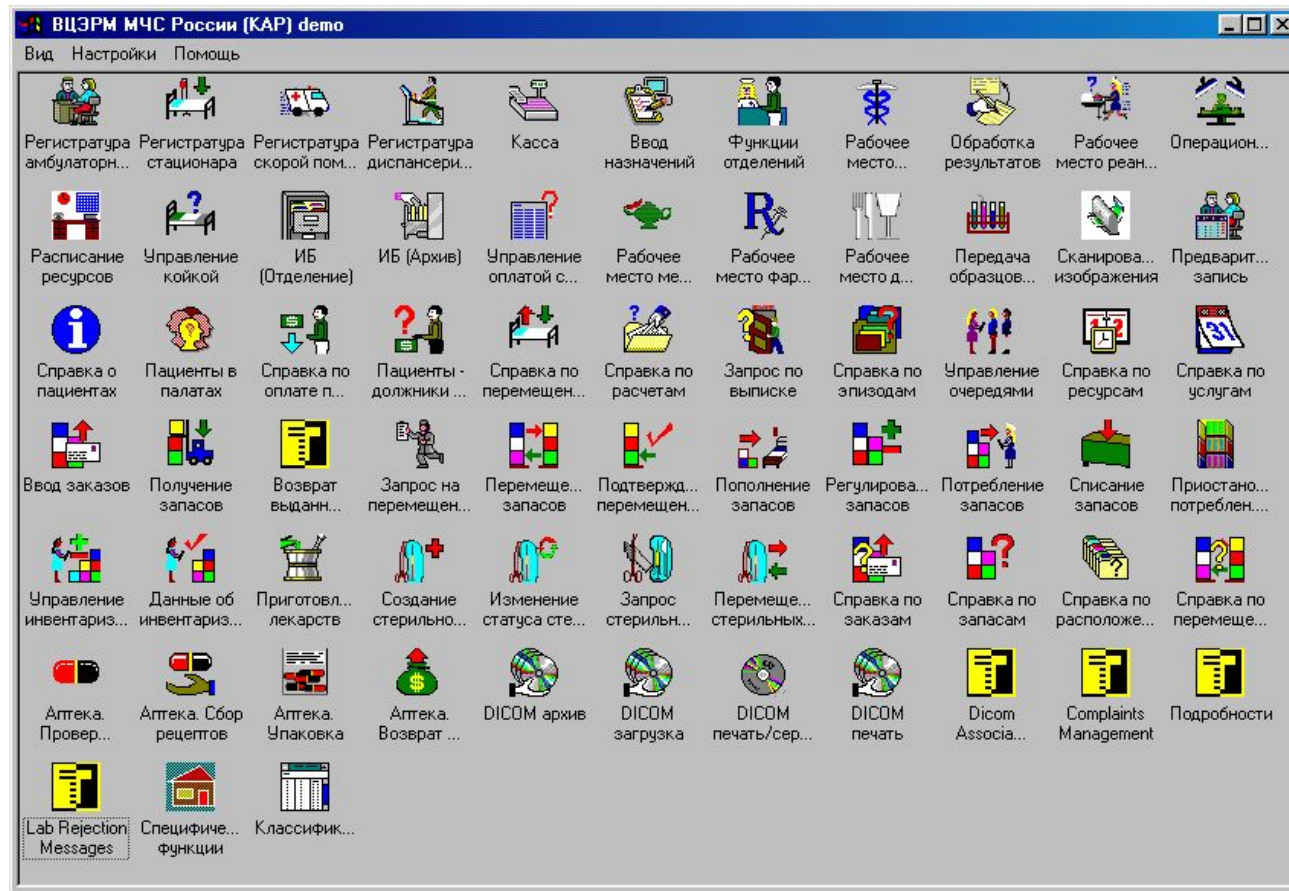 ВЦЭРМ МЧС России (КАР) demo
Вид Настройки Помощь
Регистратура Регистратура Регистратура Регистратура Касса Ввод Функции Рабочее Обработка Рабочее Операцион...
амбулаторн... стационара скорой пом... диспансери... назначений отделений место... результатов место реан...
Расписание Управление ИБ ИБ (Архив) Управление Рабочее Рабочее Рабочее Передача Сканирова... Предварит...
ресурсов койкой (Отделение) оплатой с... место ме... место фар... место д... образцов... изображения запись
Справка о Пациенты в Справка по Пациенты - Справка по Справка по Запрос по Справка по Управление Справка по Справка по
пациентах палатах оплате п... должники ... перемещен... расчетам выписке эпизодам очередями ресурсам услугам
Ввод заказов Получение Возврат Запрос на Перемеще... Подтвержд... Пополнение Регулирова... Потребление Списание Приостано...
запасов выданн... перемещен... запасов перемещен... запасов запасов запасов запасов потреблен....
Управление Данные об Приготовл... Создание Изменение Запрос Перемеще... Справка по Справка по Справка по Справка по
инвентариз... инвентариз... лекарств стерильно... статуса сте... стерильн... стерильных... заказам запасам расположе... перемеще...
Аптека. Аптека. Сбор Аптека. Аптека. DICOM архив DICOM DICOM DICOM Dicom Complaints Подробности
Провер... рецептов Упаковка Возврат ... загрузка печать/сер... печать Associa... Management
Lab Rejection Специфиче... Классифик...
Messages функции